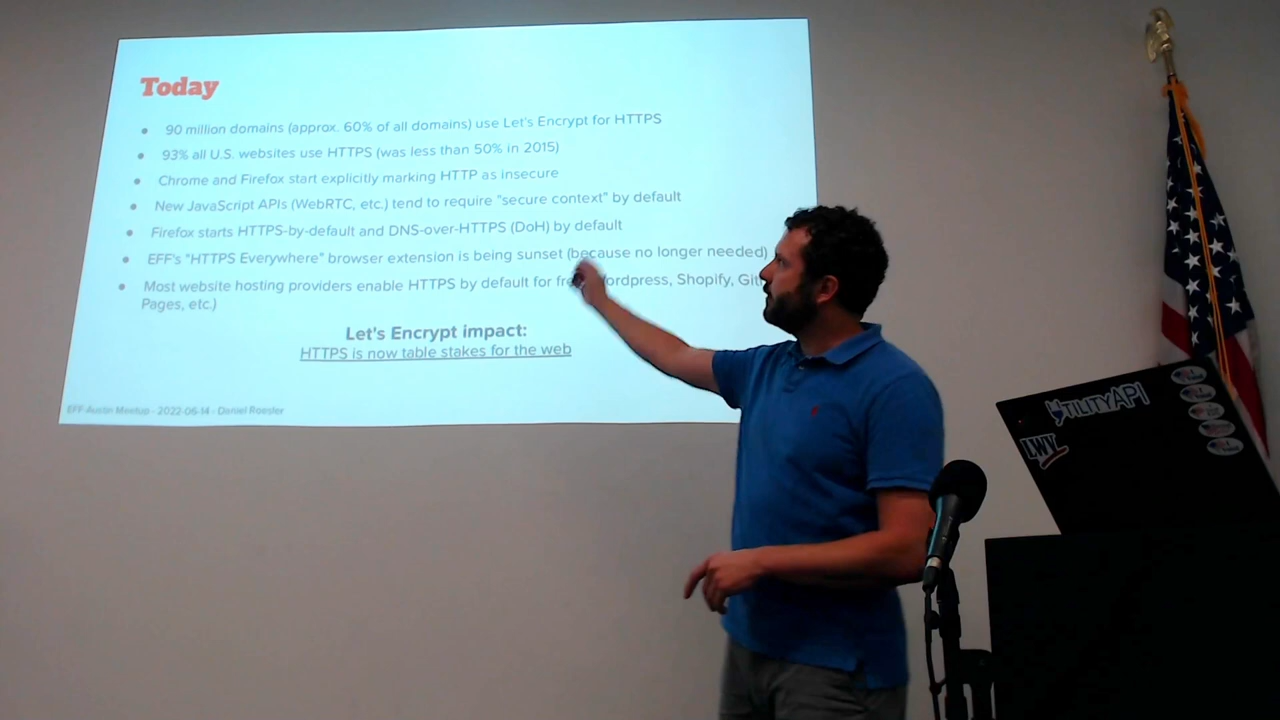 Today
90 million domains (approx. 60% of all domains) use Let's Encrypt for HTTPS
93% all U.S. websites use HTTPS (was less than 50% in 2015)
Chrome and Firefox start explicitly marking HTTP as insecure
New JavaScript APIs (WebRTC, etc.) tend to require "secure context" by default
Firefox starts HTTPS-by-default and DNS-over-HTTPS (DoH) by default
EFF's "HTTPS Everywhere" browser extension is being sunset (because no longer needed)
Most website hosting providers enable HTTPS by default for Shopify,
Pages, etc.)
Let's Encrypt impact:
HTTPS is now table stakes for the web
EFF Austin Meetup - 2022-06-14 - Daniel Roesler
UTILITYAPI